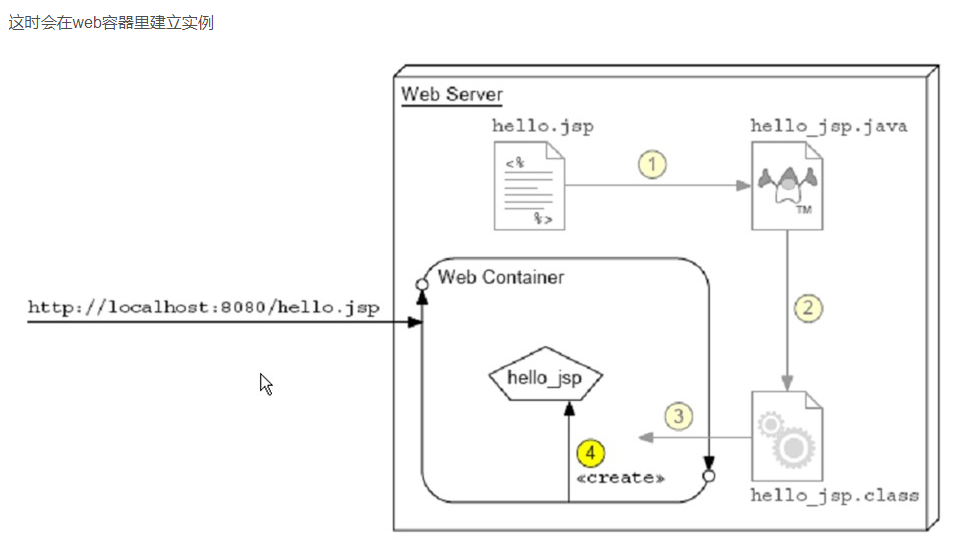 这时会在web容器里建立实例
Web Server
hello.jsp
hello_jsp.java
<%
%>
1
TM
Web Container
http://localhost:8080/hello.jsp
2
hello_jsp
3
4
«create»
hello_jsp.class